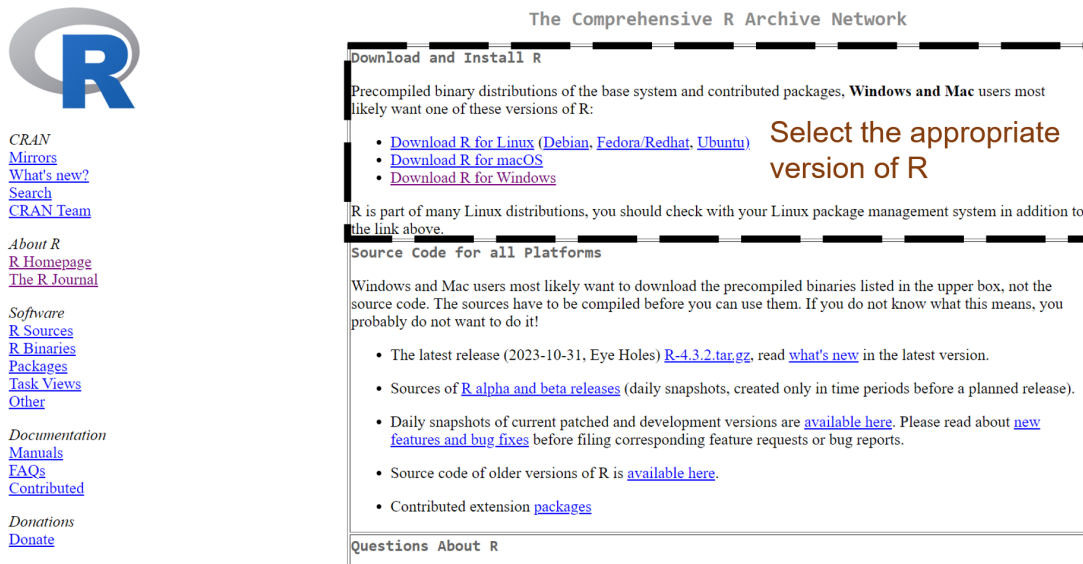 The Comprehensive R Archive Network
R
CRAN
Mirrors
What's new?
Search
CRAN Team
About R
R Homepage
The R Journal
Software
R Sources
R Binaries
Packages
Task Views
Other
Documentation
Manuals
FAQs
Contributed
Donations
Donate
Download and Install R
Precompiled binary distributions of the base system and contributed packages, Windows and Mac users most
likely want one of these versions of R:
• Download R for Linux (Debian, Fedora/Redhat, Ubuntu)
• Download R for macOS
• Download R for Windows
Select the appropriate
version of R
R is part of many Linux distributions, you should check with your Linux package management system in addition to
the link above.
Source Code for all Platforms
Windows and Mac users most likely want to download the precompiled binaries listed in the upper box, not the
source code. The sources have to be compiled before you can use them. If you do not know what this means, you
probably do not want to do it!
• The latest release (2023-10-31, Eye Holes) R-4.3.2.tar.gz, read what's new in the latest version.
• Sources of R alpha and beta releases (daily snapshots, created only in time periods before a planned release).
• Daily snapshots of current patched and development versions are available here. Please read about new
features and bug fixes before filing corresponding feature requests or bug reports.
• Source code of older versions of R is available here.
• Contributed extension packages
Questions About R